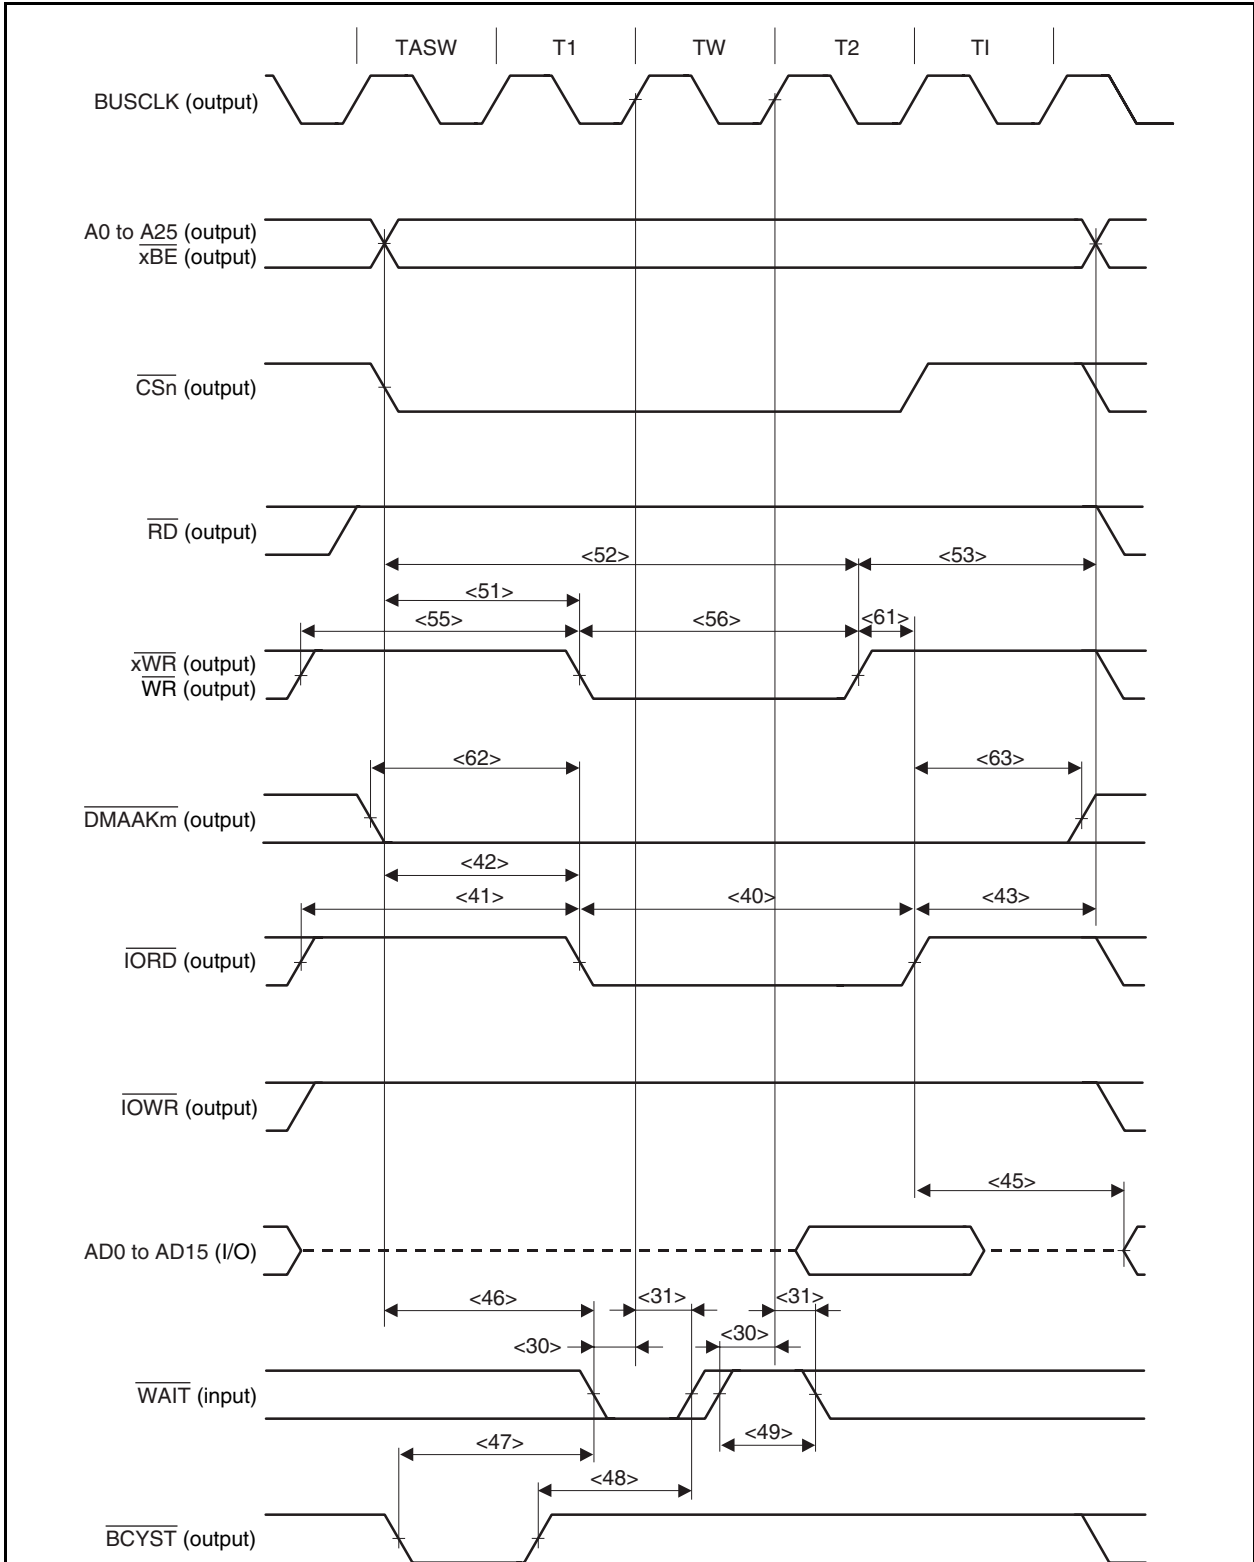 TASW T1 TW T2 TI
BUSCLK (output)
A0 to A25 (output)
xBE (output)
CSn (output)
RD (output)
<52> <53>
<51>
<55> <56> <61>
xWR (output)
WR (output)
<62> <63>
DMAAKm (output)
<42>
<41> <40> <43>
IORD (output)
IOWR (output)
<45>
AD0 to AD15 (I/O)
<46> <31> <31>
<30> <30>
WAIT (input)
<49>
<47>
<48>
BCYST (output)